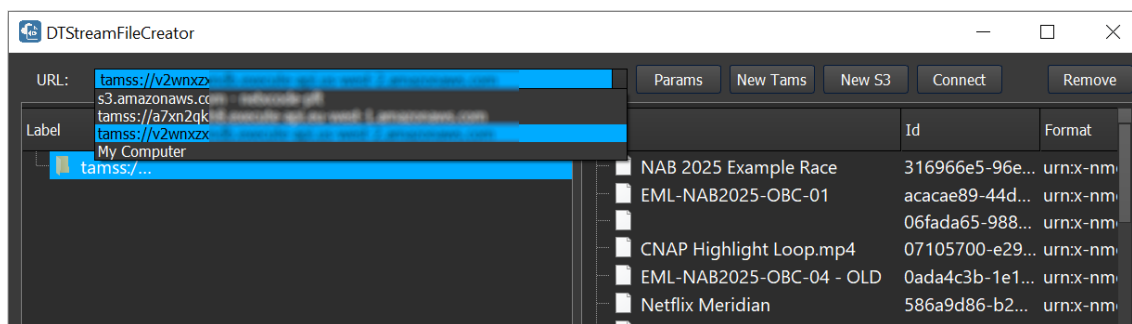 DTStreamFileCreator
URL: tamss://v2wnxzx Params New Tams New S3 Connect Remove
s3.amazonaws.com
tamss://a7xn2qk
tamss://v2wnxzx
My Computer
Label Id Format
tamss:/...
NAB 2025 Example Race 316966e5-96e... urn:x-nm
EML-NAB2025-OBC-01 acacae89-44d... urn:x-nm
06fada65-988... urn:x-nm
CNAP Highlight Loop.mp4 07105700-e29... urn:x-nm
EML-NAB2025-OBC-04 - OLD 0ada4c3b-1e1... urn:x-nm
Netflix Meridian 586a9d86-b2... urn:x-nm